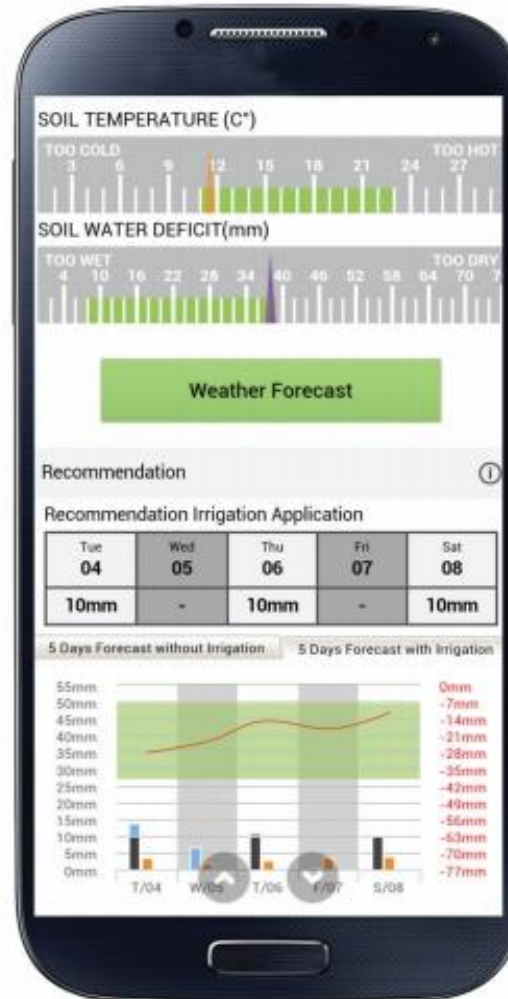 SOIL TEMPERATURE (C°)
TOO COLD TOO HOT
3 6 9 12 15 18 21 24 27
SOIL WATER DEFICIT(mm)
TOO WET TOO DRY
4 10 16 22 28 34 40 46 52 58 64 70 7
Weather Forecast
Recommendation
Recommendation Irrigation Application
Tue Wed Thu Fri Sat
04 05 06 07 08
10mm - 10mm - 10mm
5 Days Forecast without Irrigation 5 Days Forecast with Irrigation
55mm 0mm
50mm -7mm
45mm -14mm
40mm -21mm
35mm -28mm
30mm -35mm
25mm -42mm
20mm -49mm
15mm -56mm
10mm -63mm
5mm -70mm
0mm -77mm
T/04 W/05 T/06 F/07 S/08